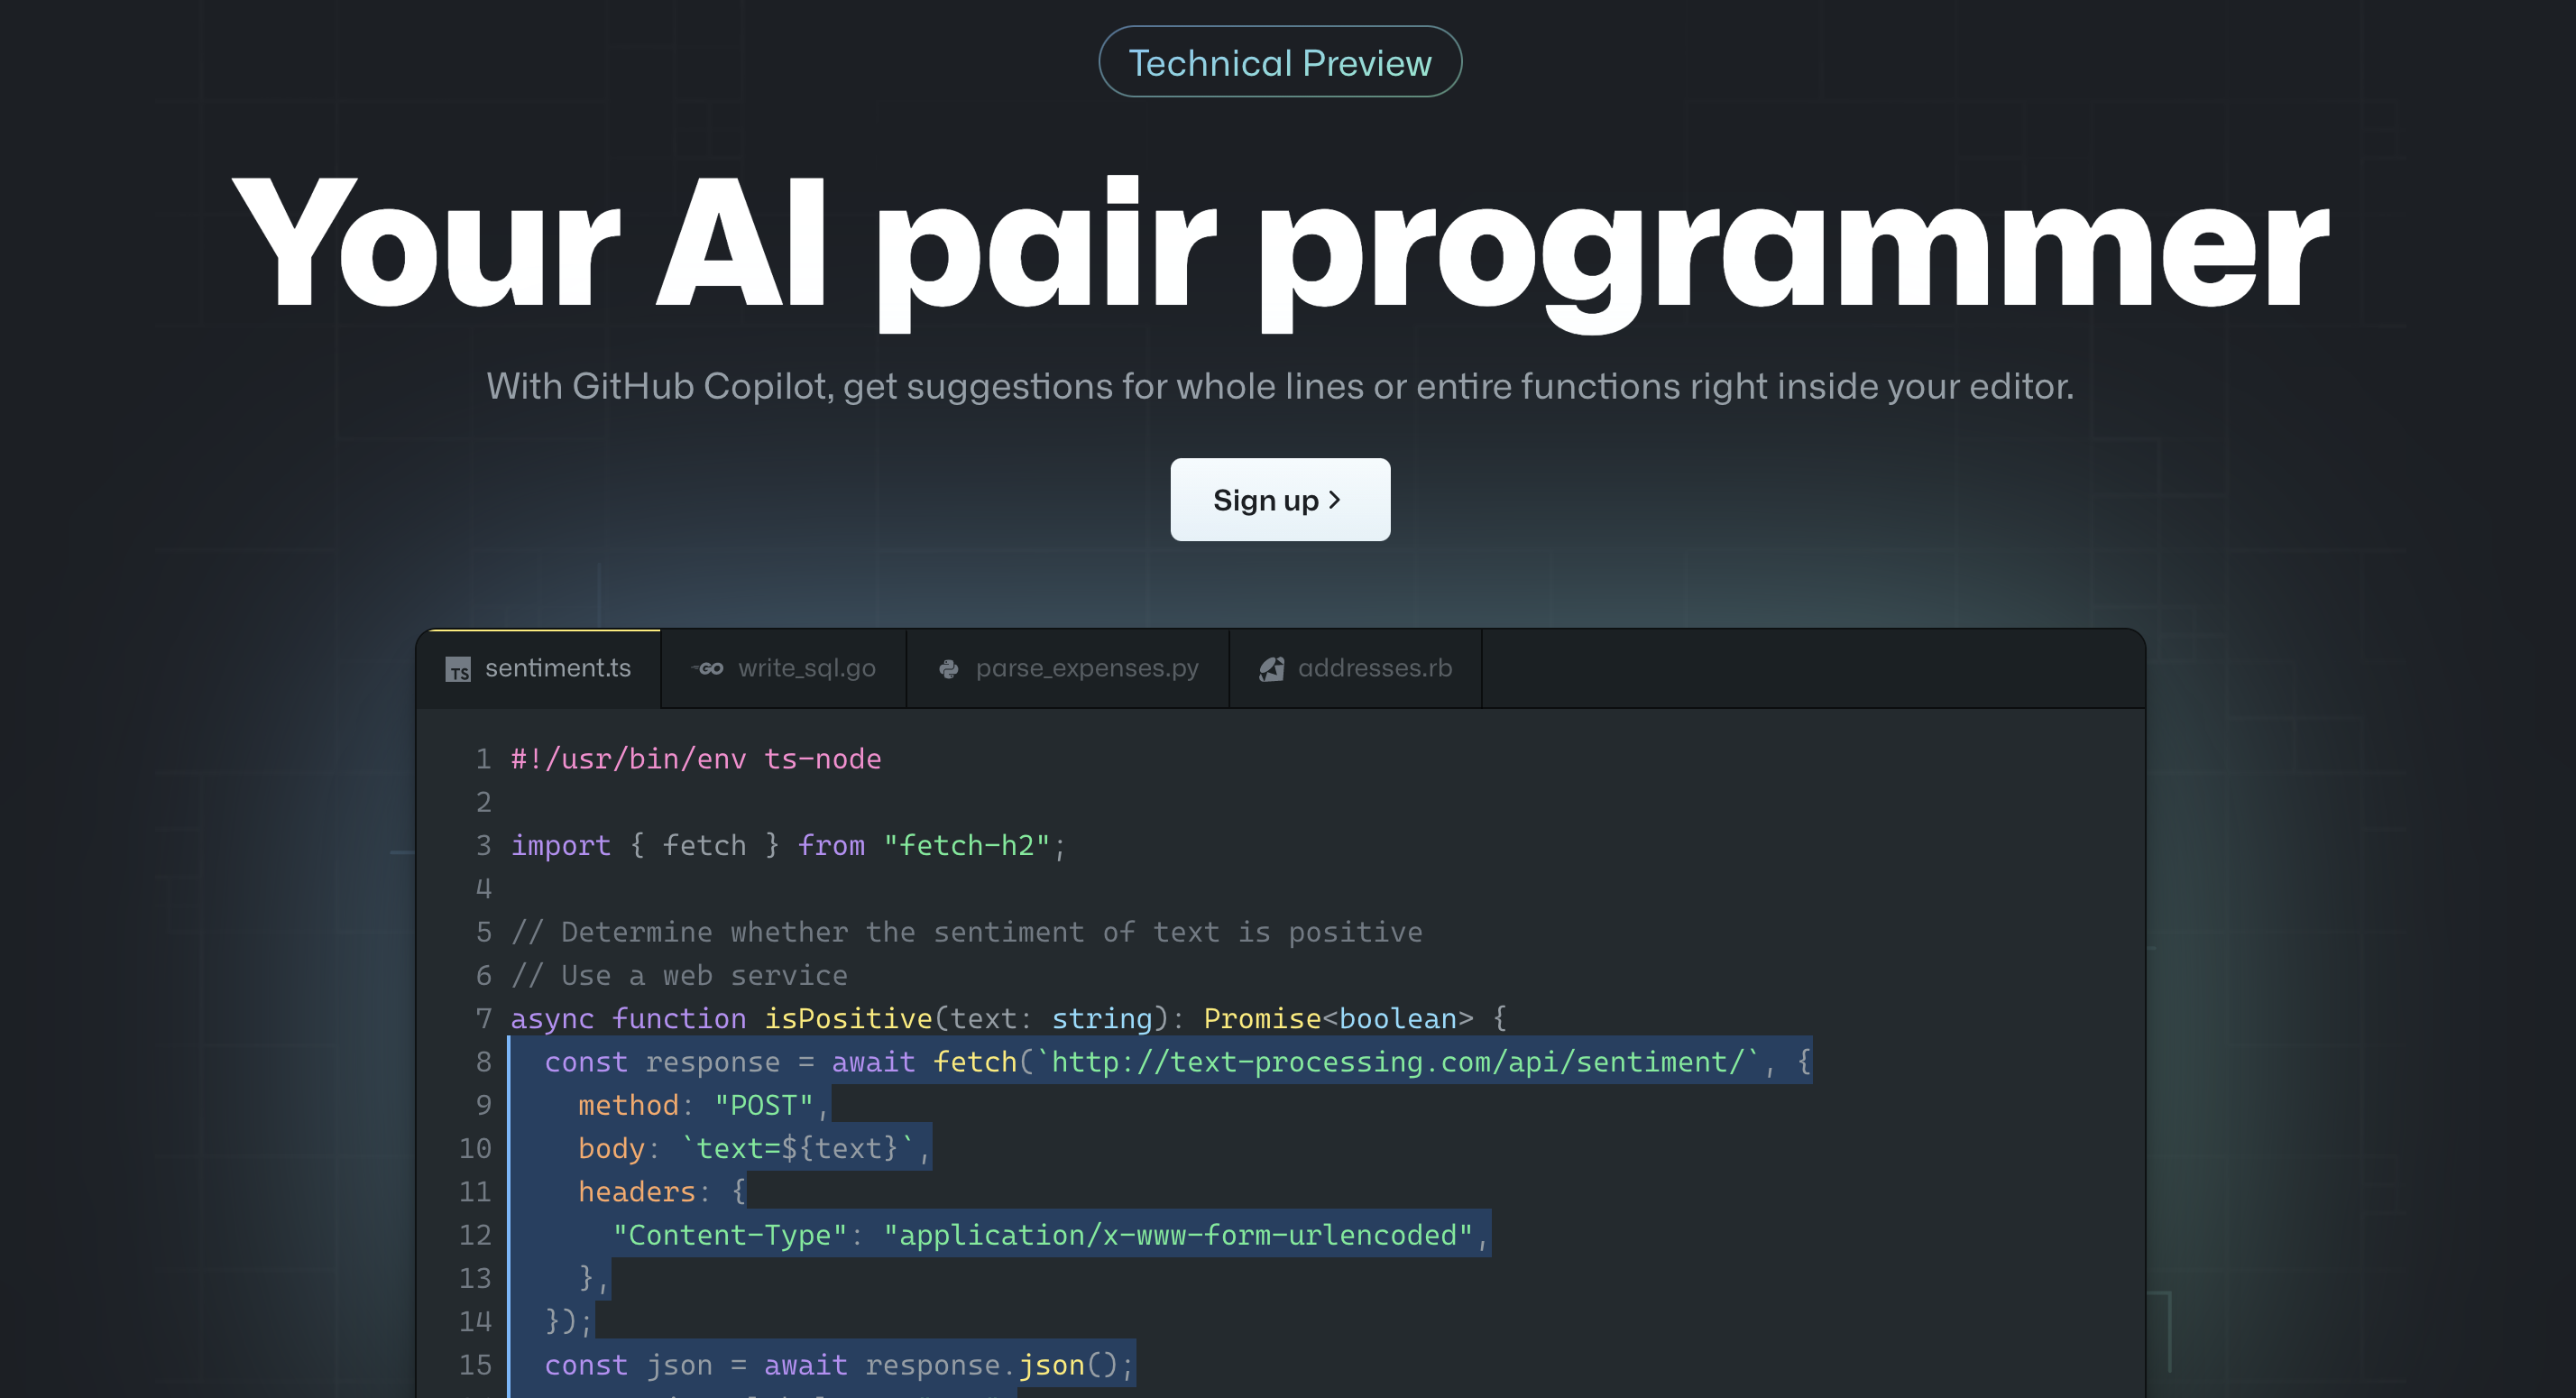 Technical Preview
Your AI pair programmer
With GitHub Copilot, get suggestions for whole lines or entire functions right inside your editor.
Sign up >
TS sentiment.ts GO write_sql.go parse_expenses.py addresses.rb
1 #!/usr/bin/env ts-node
2
3 import { fetch } from "fetch-h2";
4
5 // Determine whether the sentiment of text is positive
6 // Use a web service
7 async function isPositive(text: string): Promise<boolean> {
8   const response = await fetch(`http://text-processing.com/api/sentiment/`, {
9     method: "POST",
10     body: `text=${text}`,
11     headers: {
12       "Content-Type": "application/x-www-form-urlencoded",
13     },
14   });
15   const json = await response.json();